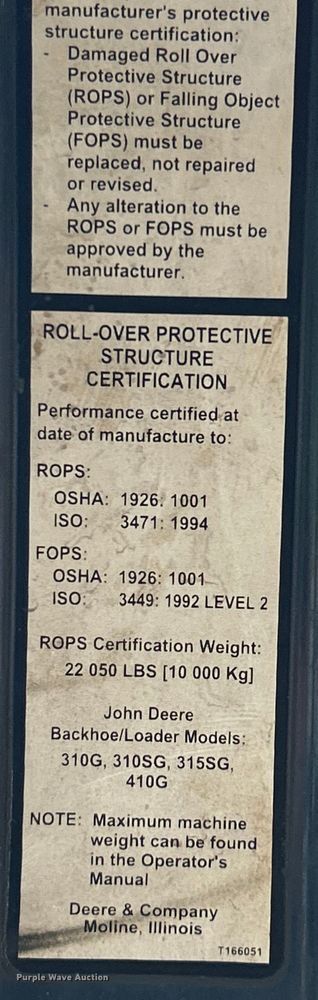 manufacturer's protective
structure certification:
- Damaged Roll Over
Protective Structure
(ROPS) or Falling Object
Protective Structure
(FOPS) must be
replaced, not repaired
or revised.
- Any alteration to the
ROPS or FOPS must be
approved by the
manufacturer.
ROLL-OVER PROTECTIVE
STRUCTURE
CERTIFICATION
Performance certified at
date of manufacture to:
ROPS:
OSHA: 1926: 1001
ISO: 3471: 1994
FOPS:
OSHA: 1926: 1001
ISO: 3449: 1992 LEVEL 2
ROPS Certification Weight:
22 050 LBS [10 000 Kg]
John Deere
Backhoe/Loader Models:
310G, 310SG, 315SG,
410G
NOTE: Maximum machine
weight can be found
in the Operator's
Manual
Deere & Company
Moline, Illinois
T166051
Purple Wave Auction